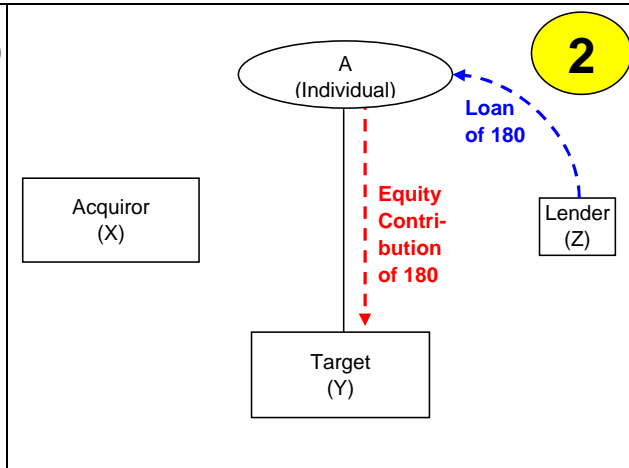 A
(Individual)
2
Loan
of 180
Equity
Contri-
bution
of 180
Acquiror
(X)
Lender
(Z)
Target
(Y)